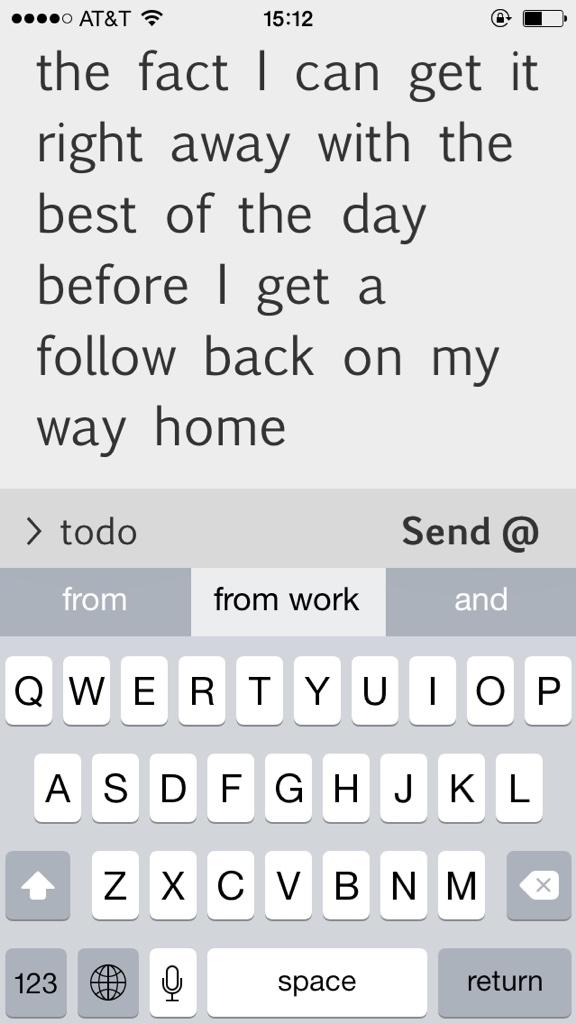 AT&T 15:12
the fact I can get it
right away with the
best of the day
before I get a
follow back on my
way home
> todo Send @
from from work and
Q W E R T Y U I O P
A S D F G H J K L
Z X C V B N M
123 space return